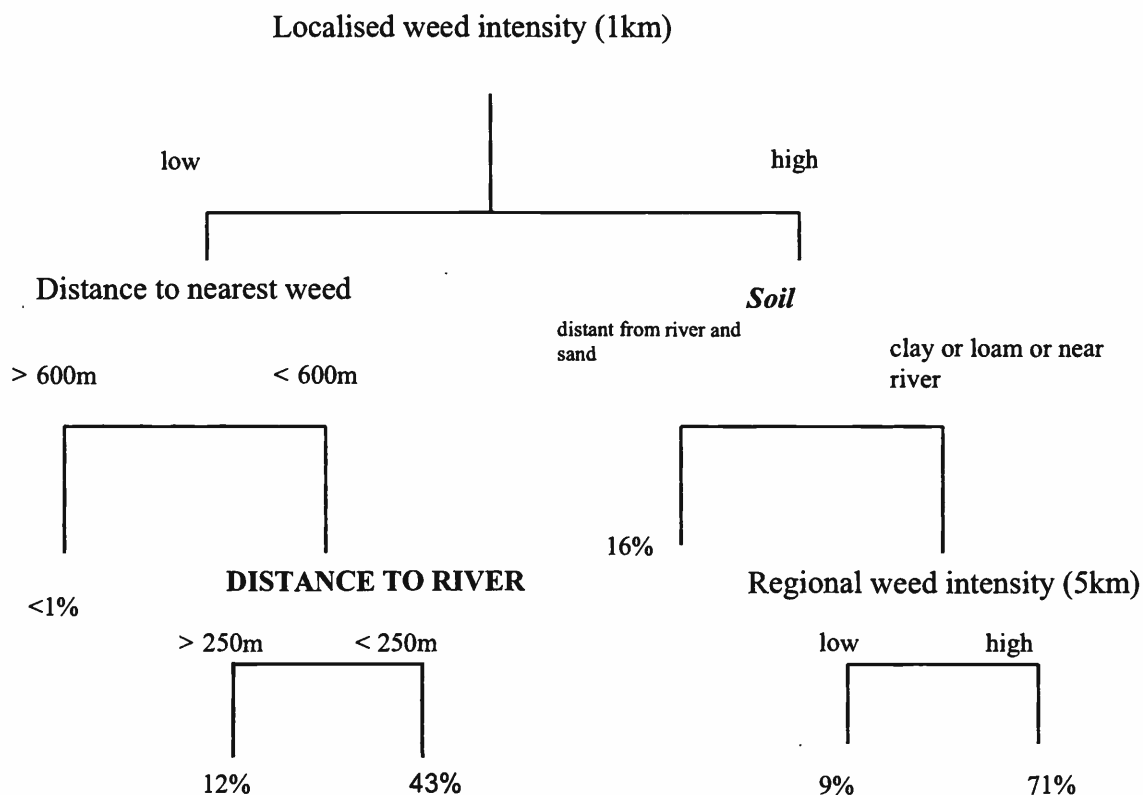 Localised weed intensity (1km)
low
high
Distance to nearest weed
Soil
distant from river and
sand
clay or loam or near
river
> 600m
< 600m
16%
DISTANCE TO RIVER
Regional weed intensity (5km)
<1%
> 250m
< 250m
low
high
12%
43%
9%
71%